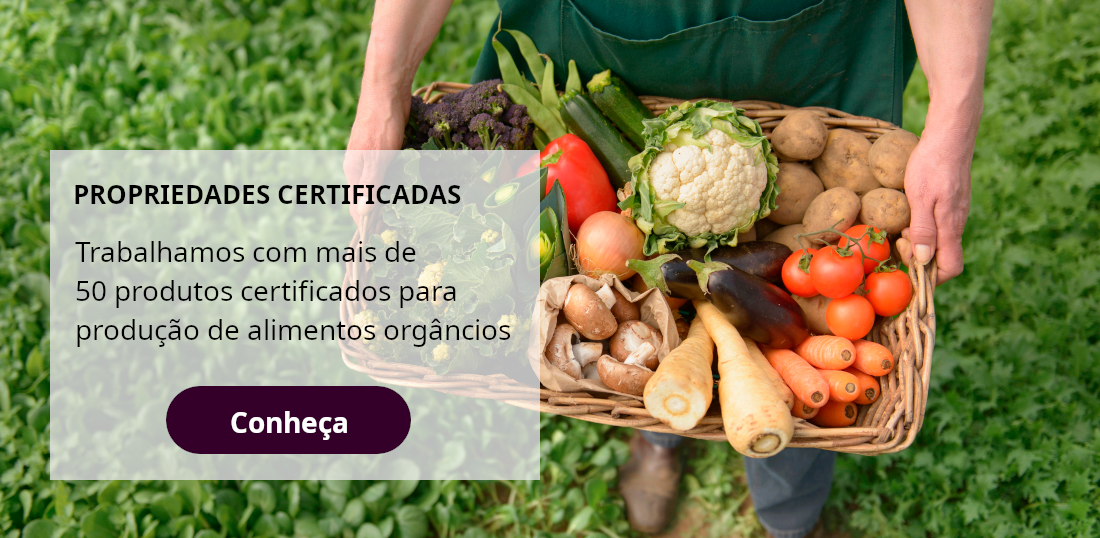 PROPRIEDADES CERTIFICADAS
Trabalhamos com mais de
50 produtos certificados para
produção de alimentos orgâncios
Conheça